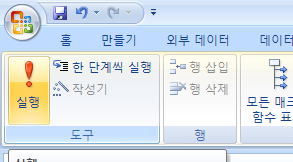 홈 만들기 외부 데이터 데이터
실행
한 단계씩 실행
작성기
도구
행 삽입
행 삭제
행
모든 매크
함수 표